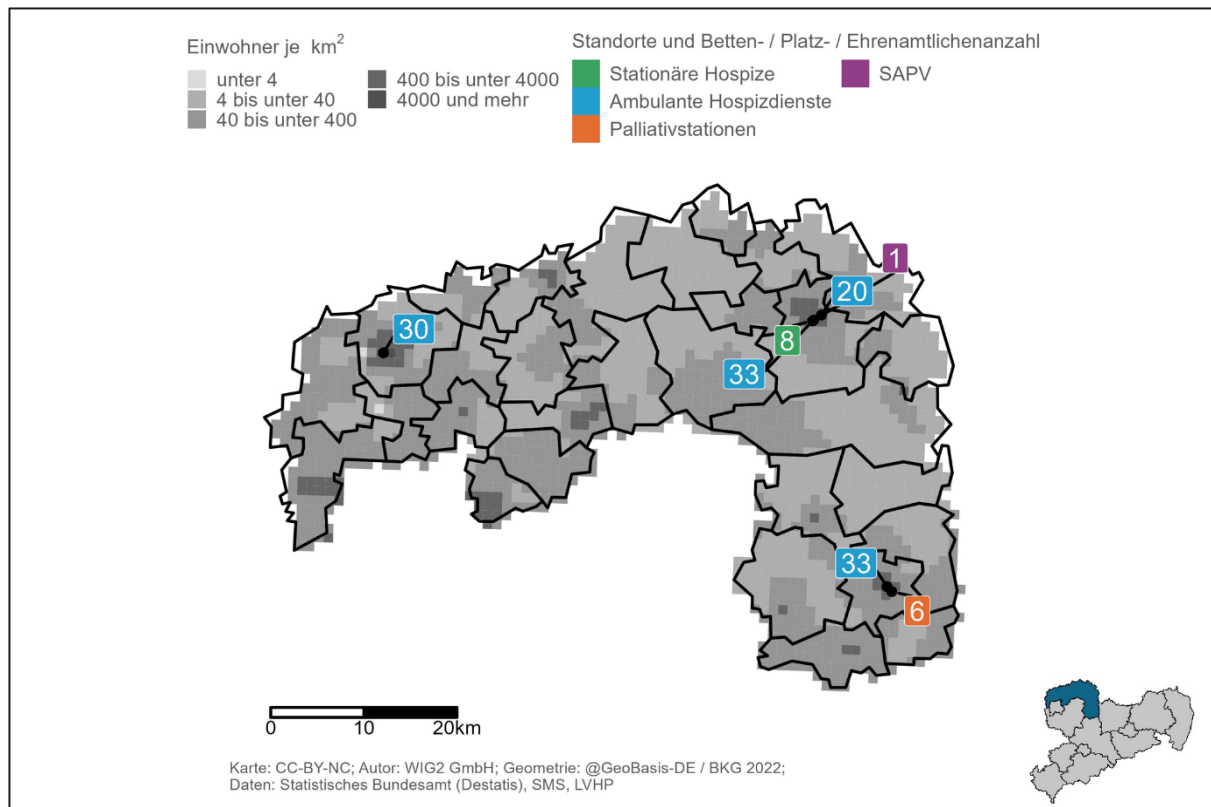 Einwohner je km²
unter 4
4 bis unter 40
40 bis unter 400
400 bis unter 4000
4000 und mehr
Standorte und Betten- / Platz- / Ehrenamtlichenanzahl
Stationäre Hospize
Ambulante Hospizdienste
Palliativstationen
SAPV
1
20
30
8
33
33
6
0 10 20km
Karte: CC-BY-NC; Autor: WIG2 GmbH; Geometrie: @GeoBasis-DE / BKG 2022;
Daten: Statistisches Bundesamt (Destatis), SMS, LVHP